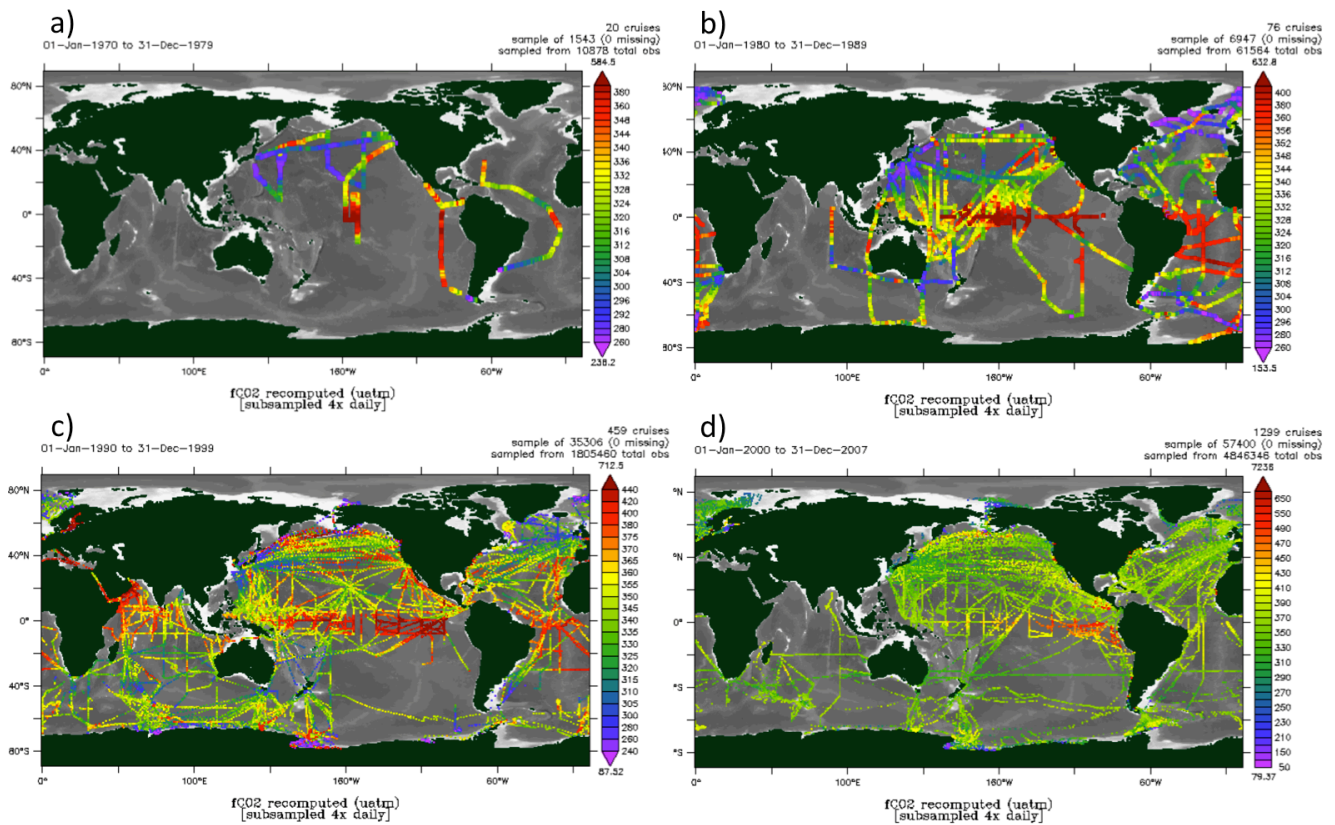 a)
20 cruises
01-Jan-1970 to 31-Dec-1979
sample of 1543 (0 missing)
sampled from 10878 total obs
584.5
80°N
40°N
0°
40°S
80°S
0°
100°E
160°W
60°W
380
360
348
344
340
336
332
328
324
320
316
312
308
304
300
296
292
286
280
260
238.2
fCO2 recomputed (uatm)
[subsampled 4x daily]
b)
76 cruises
01-Jan-1980 to 31-Dec-1989
sample of 6947 (0 missing)
sampled from 61564 total obs
632.8
80°N
40°N
0°
40°S
80°S
0°
100°E
160°W
60°W
400
380
360
356
352
348
344
340
336
332
328
324
320
316
312
308
304
300
296
280
260
153.5
fCO2 recomputed (uatm)
[subsampled 4x daily]
c)
459 cruises
01-Jan-1990 to 31-Dec-1999
sample of 35306 (0 missing)
sampled from 1805460 total obs
712.5
80°N
40°N
0°
40°S
80°S
0°
100°E
160°W
60°W
440
420
400
380
375
370
365
360
355
350
345
340
335
330
325
320
315
310
305
300
280
260
240
87.52
fCO2 recomputed (uatm)
[subsampled 4x daily]
d)
1299 cruises
01-Jan-2000 to 31-Dec-2007
sample of 57400 (0 missing)
sampled from 4846346 total obs
7238
°N
°N
0°
°S
°S
0°
100°E
160°W
60°W
650
550
490
470
450
430
410
390
370
350
330
310
290
270
250
230
210
150
50
79.37
fCO2 recomputed (uatm)
[subsampled 4x daily]